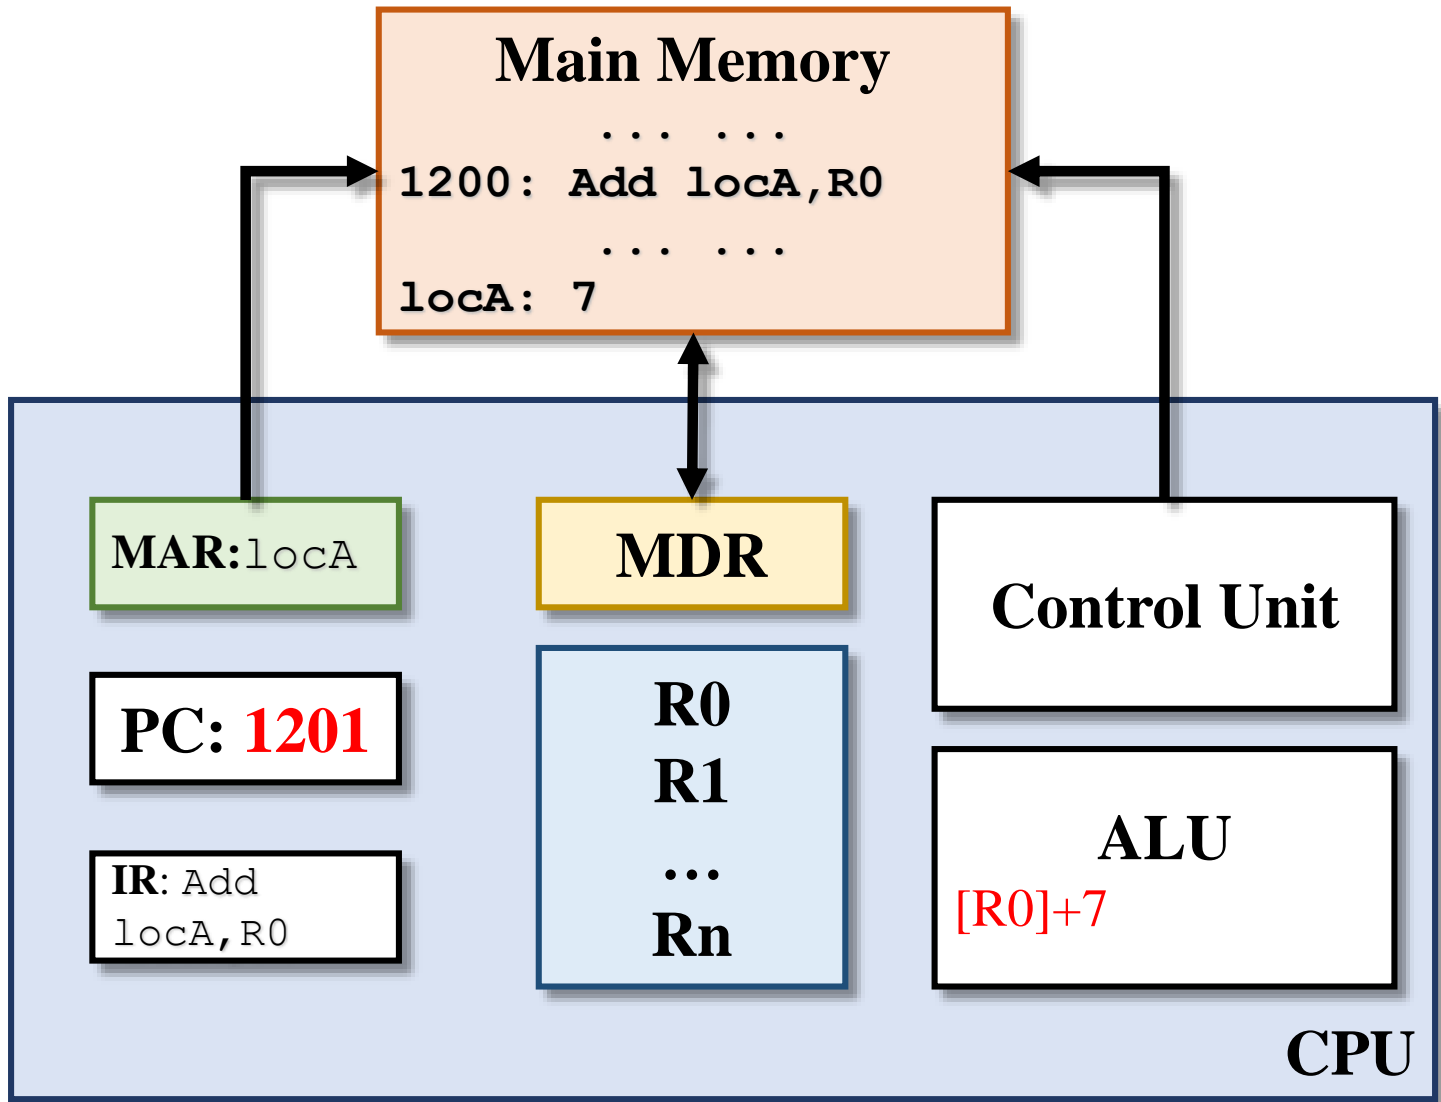 Main Memory
... ...
1200: Add locA,R0
... ...
locA: 7
MAR:locA
MDR
Control Unit
PC: 1201
R0
R1
…
Rn
IR: Add
locA,R0
ALU
[R0]+7
CPU